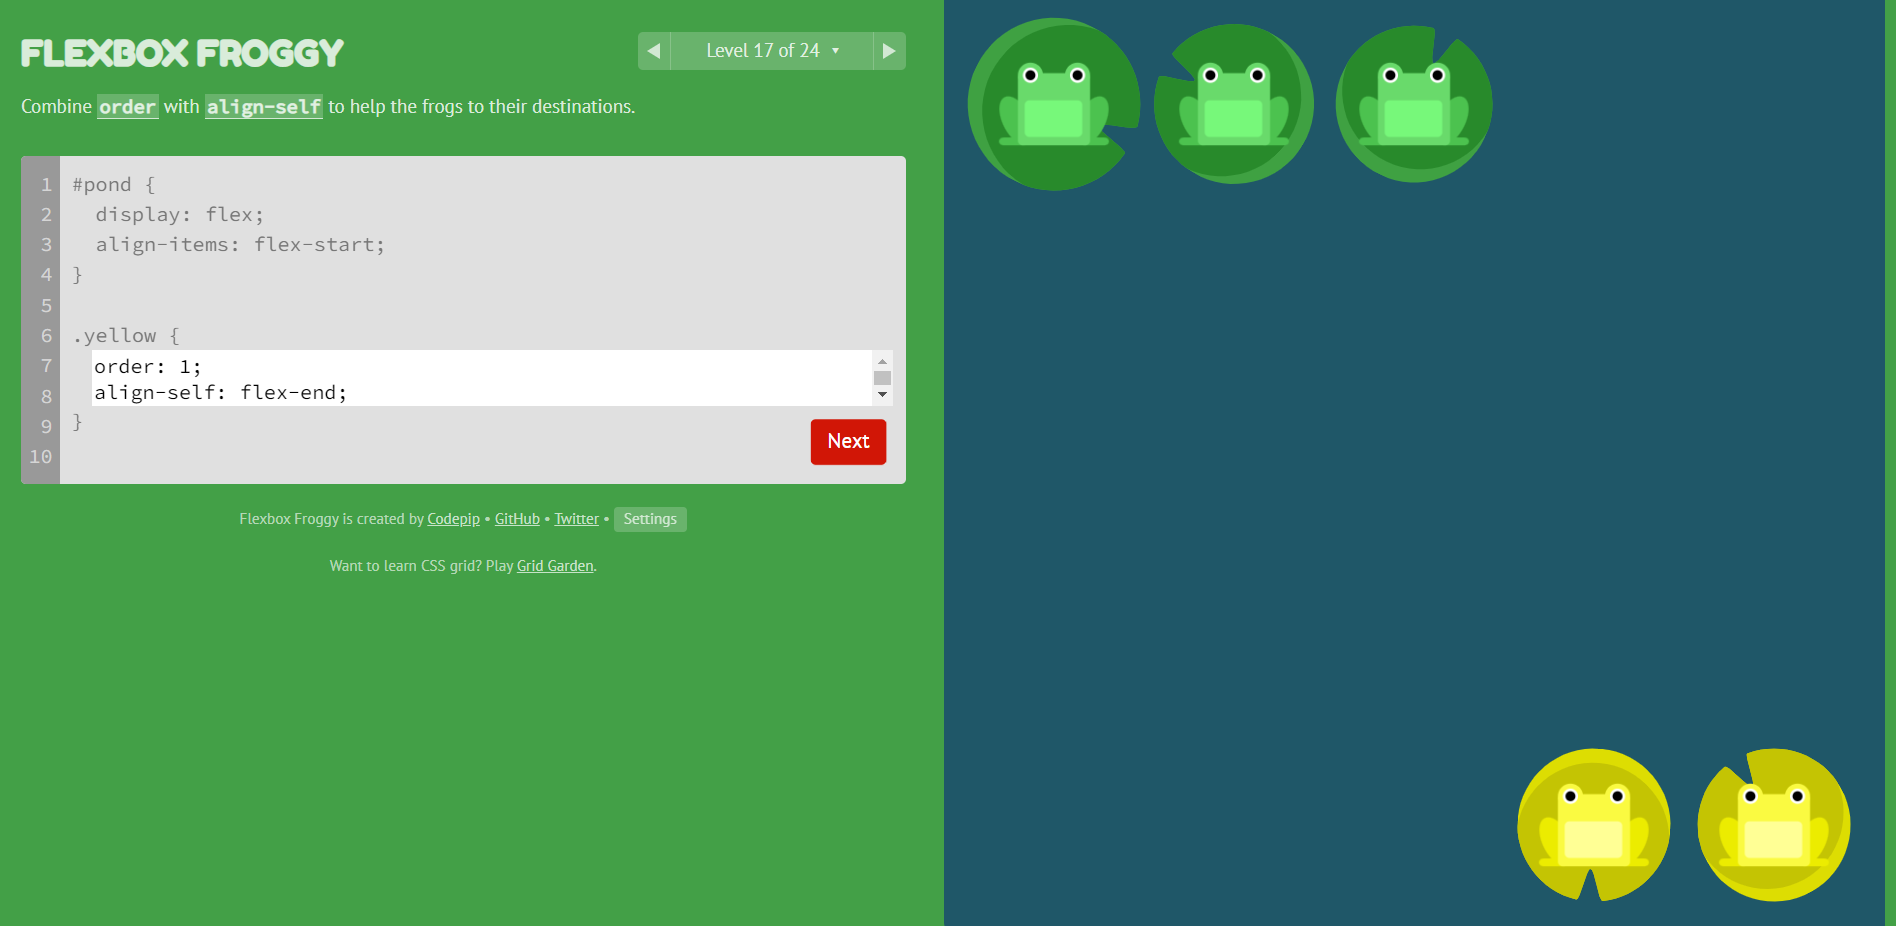 FLEXBOX FROGGY
Level 17 of 24
Combine order with align-self to help the frogs to their destinations.
1 #pond {
2 display: flex;
3 align-items: flex-start;
4 }
5
6 .yellow {
7 order: 1;
8 align-self: flex-end;
9 }
10
Next
Flexbox Froggy is created by Codepip • GitHub • Twitter • Settings
Want to learn CSS grid? Play Grid Garden.